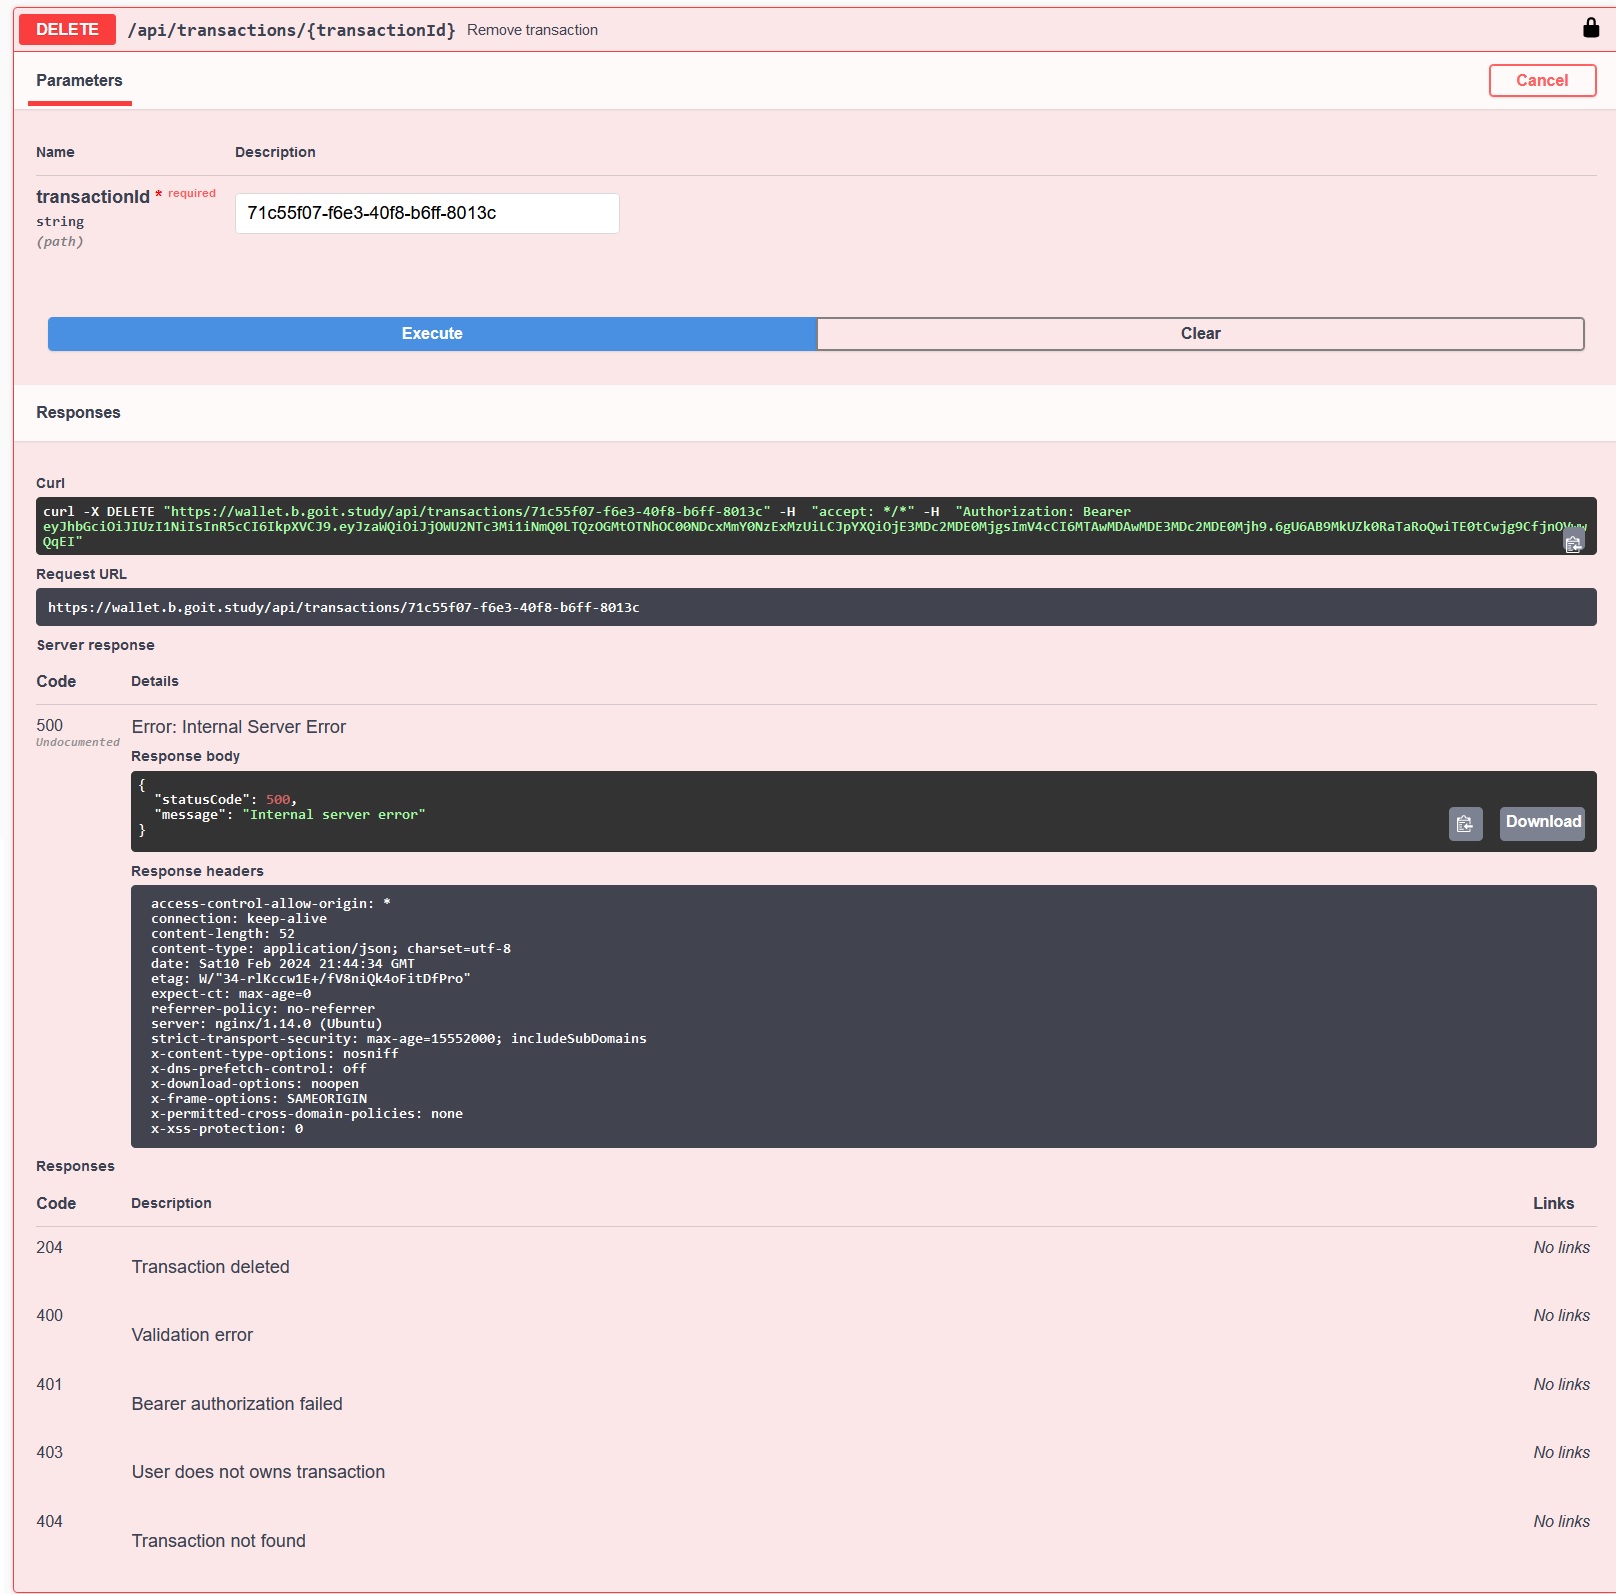 DELETE /api/transactions/{transactionId} Remove transaction
Parameters
Cancel
Name Description
transactionId * required
string
(path)
71c55f07-f6e3-40f8-b6ff-8013c
Execute Clear
Responses
Curl
curl -X DELETE "https://wallet.b.goit.study/api/transactions/71c55f07-f6e3-40f8-b6ff-8013c" -H "accept: */*" -H "Authorization: Bearer
Request URL
https://wallet.b.goit.study/api/transactions/71c55f07-f6e3-40f8-b6ff-8013c
Server response
Code Details
500 Error: Internal Server Error
Undocumented
Response body
{
"statusCode": 500,
"message": "Internal server error"
}
Download
Response headers
access-control-allow-origin: *
connection: keep-alive
content-length: 52
content-type: application/json; charset=utf-8
date: Sat10 Feb 2024 21:44:34 GMT
etag: W/"34-rlKccw1E+/fV8niQk4oFitDfPro"
expect-ct: max-age=0
referrer-policy: no-referrer
server: nginx/1.14.0 (Ubuntu)
strict-transport-security: max-age=15552000; includeSubDomains
x-content-type-options: nosniff
x-dns-prefetch-control: off
x-download-options: noopen
x-frame-options: SAMEORIGIN
x-permitted-cross-domain-policies: none
x-xss-protection: 0
Responses
Code Description Links
204 No links
Transaction deleted
400 No links
Validation error
401 No links
Bearer authorization failed
403 No links
User does not owns transaction
404 No links
Transaction not found